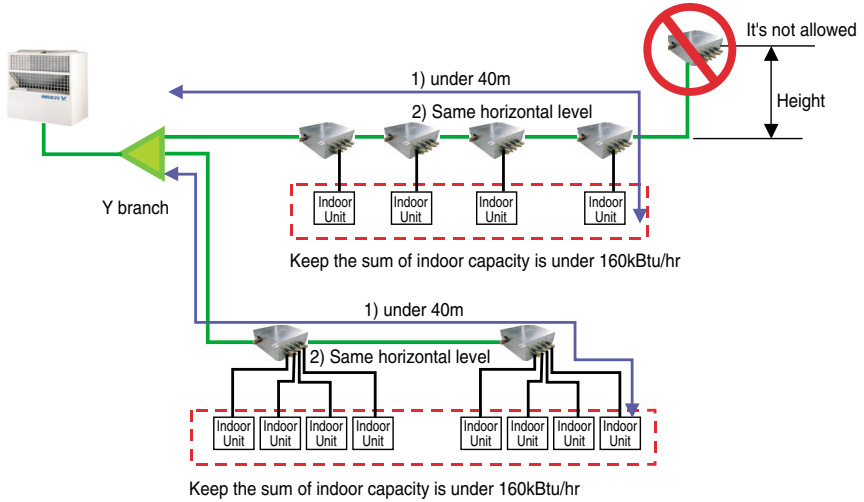 It's not allowed
1) under 40m
MULTI V
2) Same horizontal level
Height
Y branch
Indoor
Unit
Indoor
Unit
Indoor
Unit
Indoor
Unit
Keep the sum of indoor capacity is under 160kBtu/hr
1) under 40m
2) Same horizontal level
Indoor
Unit
Indoor
Unit
Indoor
Unit
Indoor
Unit
Indoor
Unit
Indoor
Unit
Indoor
Unit
Indoor
Unit
Keep the sum of indoor capacity is under 160kBtu/hr